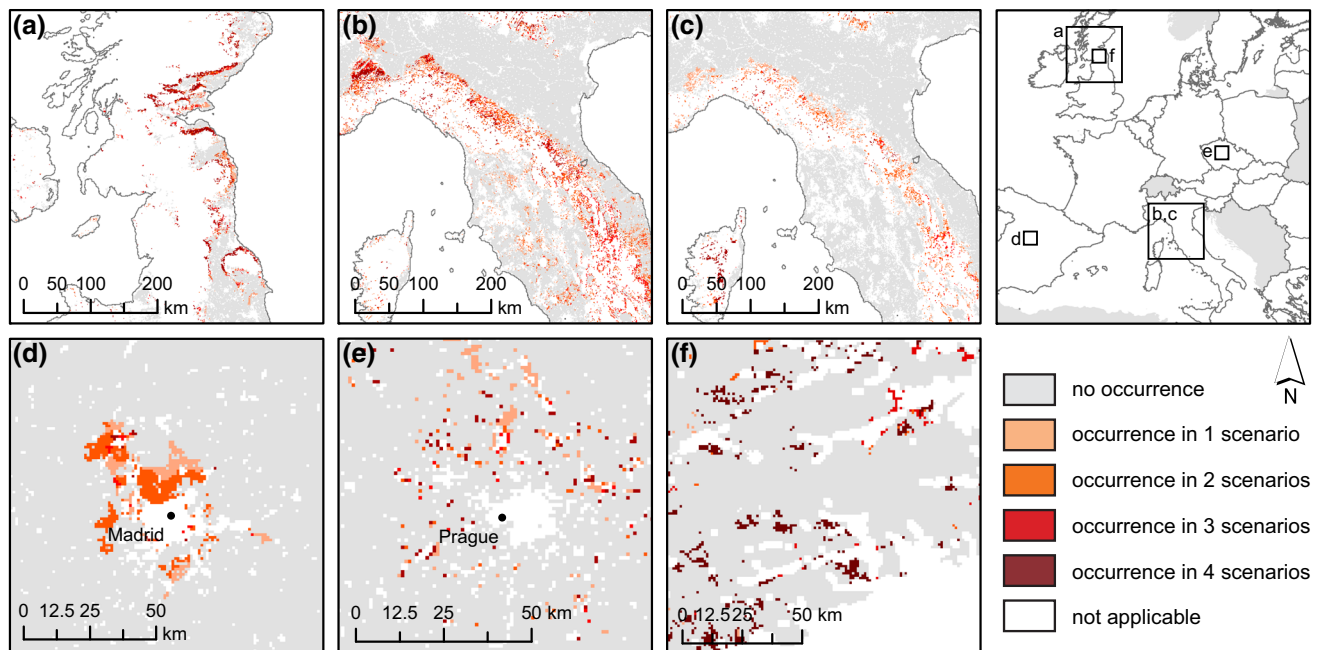 (a)
0 50 100 200
km
(b)
0 50 100 200
km
(c)
0 50 100 200
km
a
f
e
b,c
d
(d)
Madrid
0 12.5 25 50
km
(e)
Prague
0 12.5 25 50 km
(f)
0 12.5 25 50 km
N
no occurrence
occurrence in 1 scenario
occurrence in 2 scenarios
occurrence in 3 scenarios
occurrence in 4 scenarios
not applicable